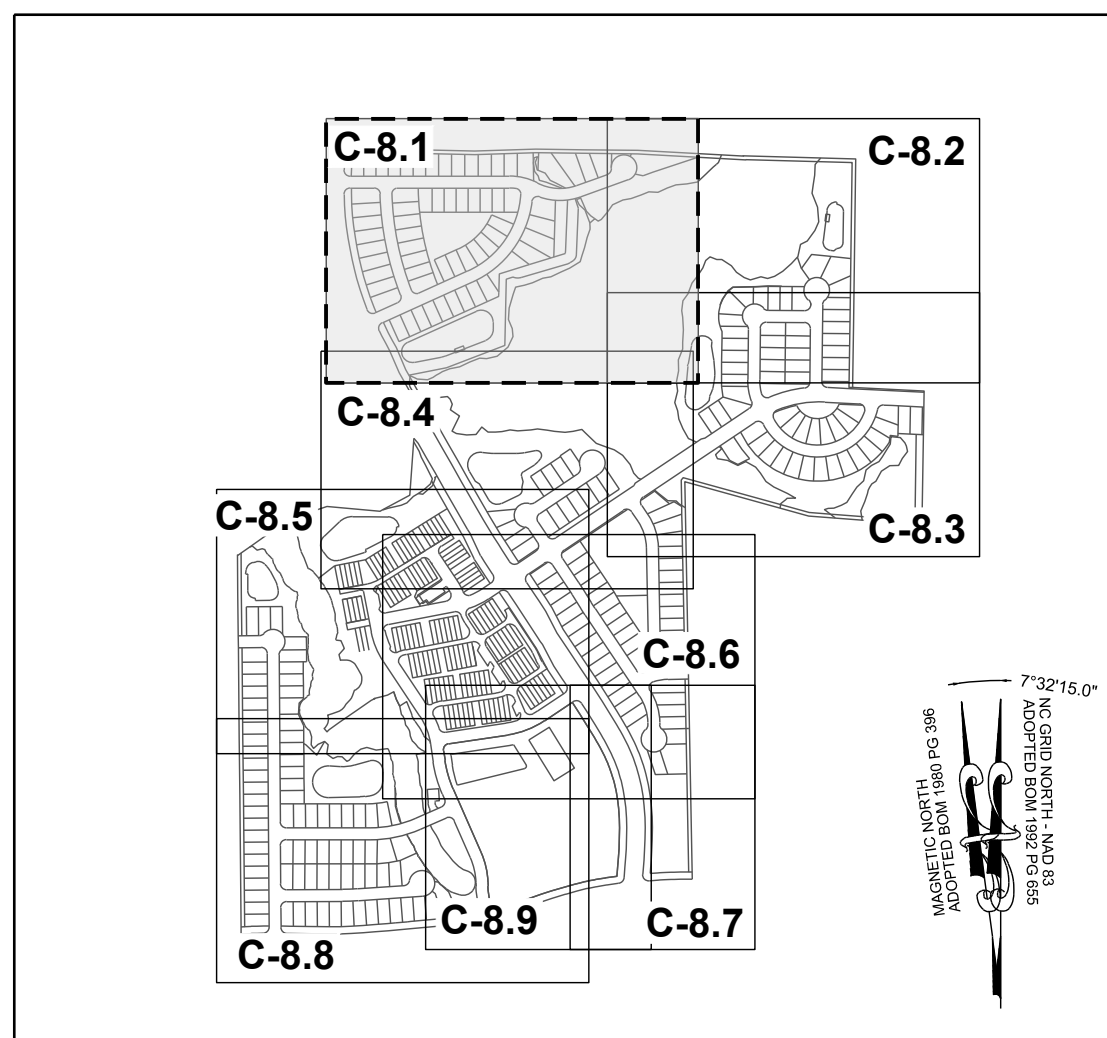 C-8.1
C-8.2
C-8.4
C-8.5
C-8.3
C-8.6
C-8.9
C-8.7
C-8.8
7°32'15.0"
MAGNETIC NORTH
ADOPTED BOM 1980 PG 396
NC GRID NORTH - NAD 83
ADOPTED BOM 1992 PG 655